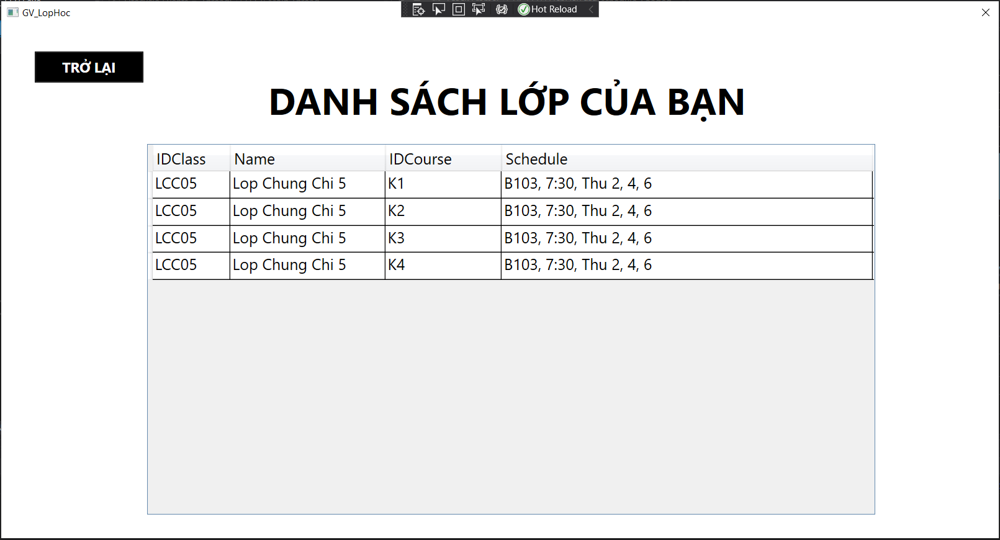 GV_LopHoc
Hot Reload
TRỞ LẠI
DANH SÁCH LỚP CỦA BẠN
IDClass Name IDCourse Schedule
LCC05 Lop Chung Chi 5 K1 B103, 7:30, Thu 2, 4, 6
LCC05 Lop Chung Chi 5 K2 B103, 7:30, Thu 2, 4, 6
LCC05 Lop Chung Chi 5 K3 B103, 7:30, Thu 2, 4, 6
LCC05 Lop Chung Chi 5 K4 B103, 7:30, Thu 2, 4, 6